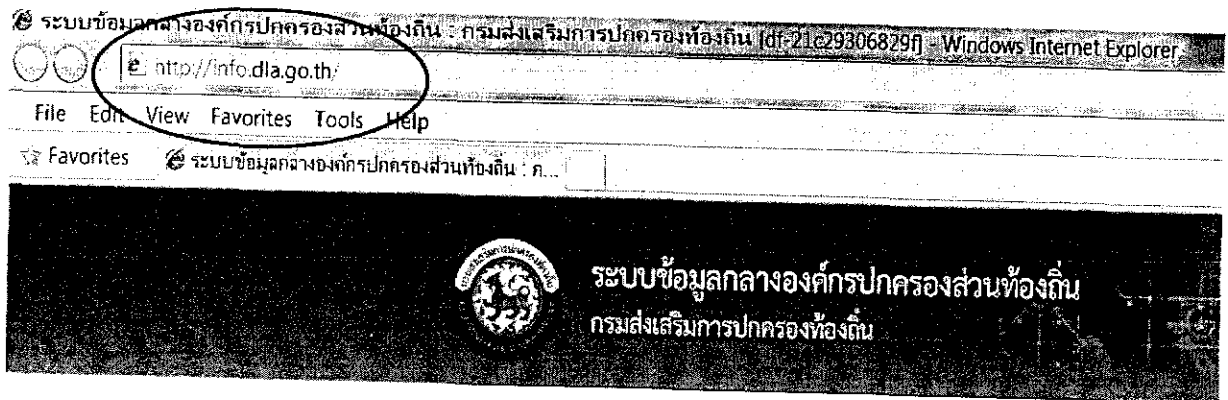 ระบบข้อมูลกลางองค์กรปกครองส่วนท้องถิ่น : กรมส่งเสริมการปกครองท้องถิ่น [df-21c29306829f] - Windows Internet Explorer
http://info.dla.go.th/
File Edit View Favorites Tools Help
Favorites ระบบข้อมูลกลางองค์กรปกครองส่วนท้องถิ่น : ก...
ระบบข้อมูลกลางองค์กรปกครองส่วนท้องถิ่น
กรมส่งเสริมการปกครองท้องถิ่น